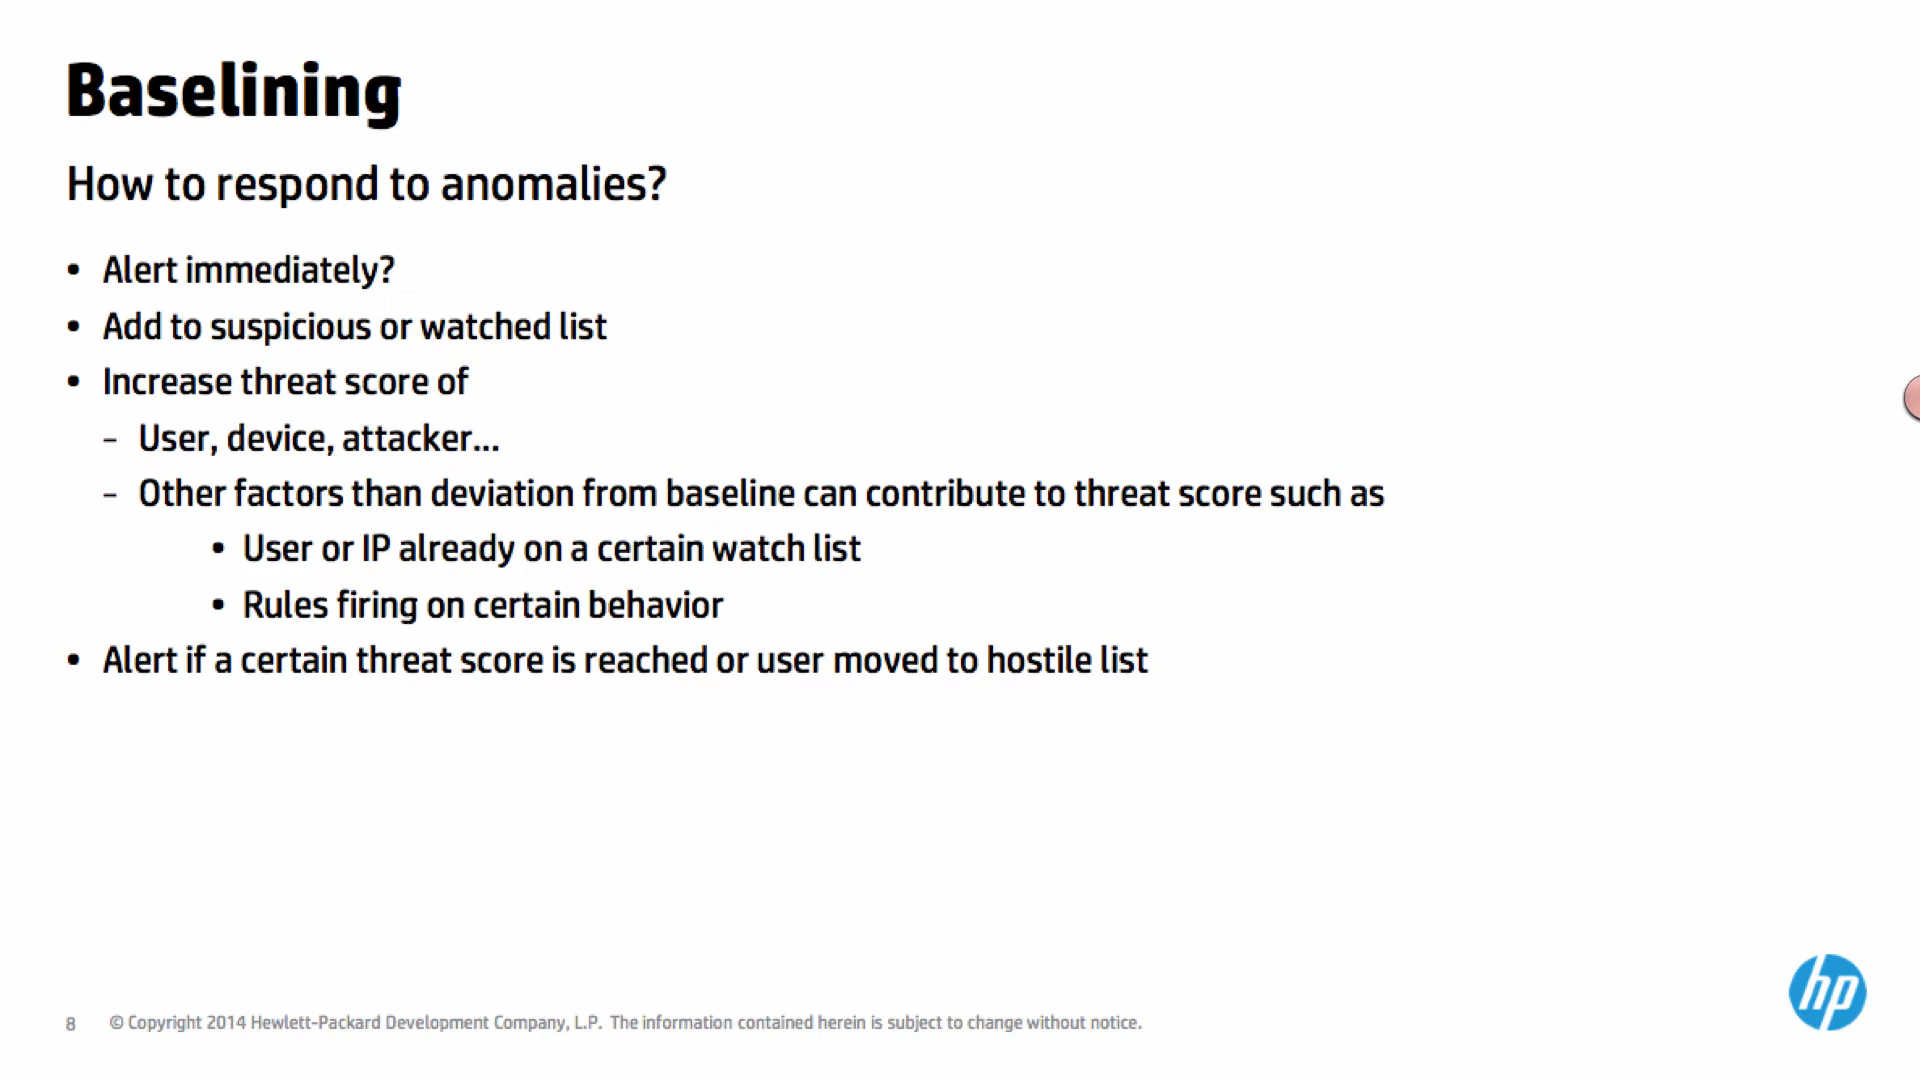 Baselining
How to respond to anomalies?
• Alert immediately?
• Add to suspicious or watched list
• Increase threat score of
– User, device, attacker...
– Other factors than deviation from baseline can contribute to threat score such as
• User or IP already on a certain watch list
• Rules firing on certain behavior
• Alert if a certain threat score is reached or user moved to hostile list
hp
8 © Copyright 2014 Hewlett-Packard Development Company, L.P. The information contained herein is subject to change without notice.